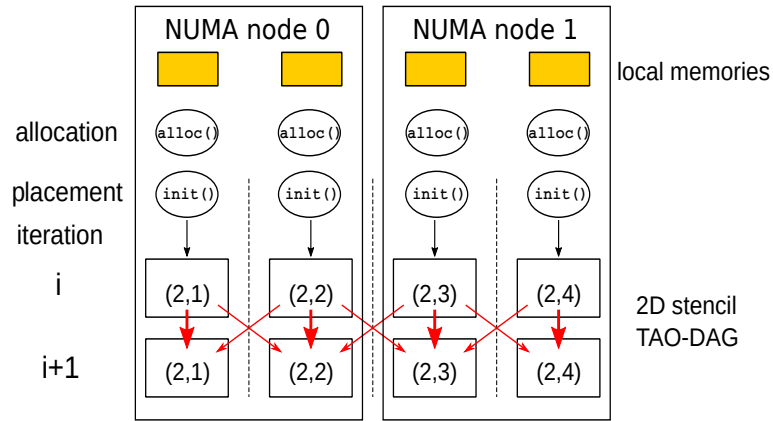 NUMA node 0 NUMA node 1
local memories
allocation alloc() alloc() alloc() alloc()
placement init() init() init() init()
iteration
i (2,1) (2,2) (2,3) (2,4)
2D stencil
TAO-DAG
i+1 (2,1) (2,2) (2,3) (2,4)